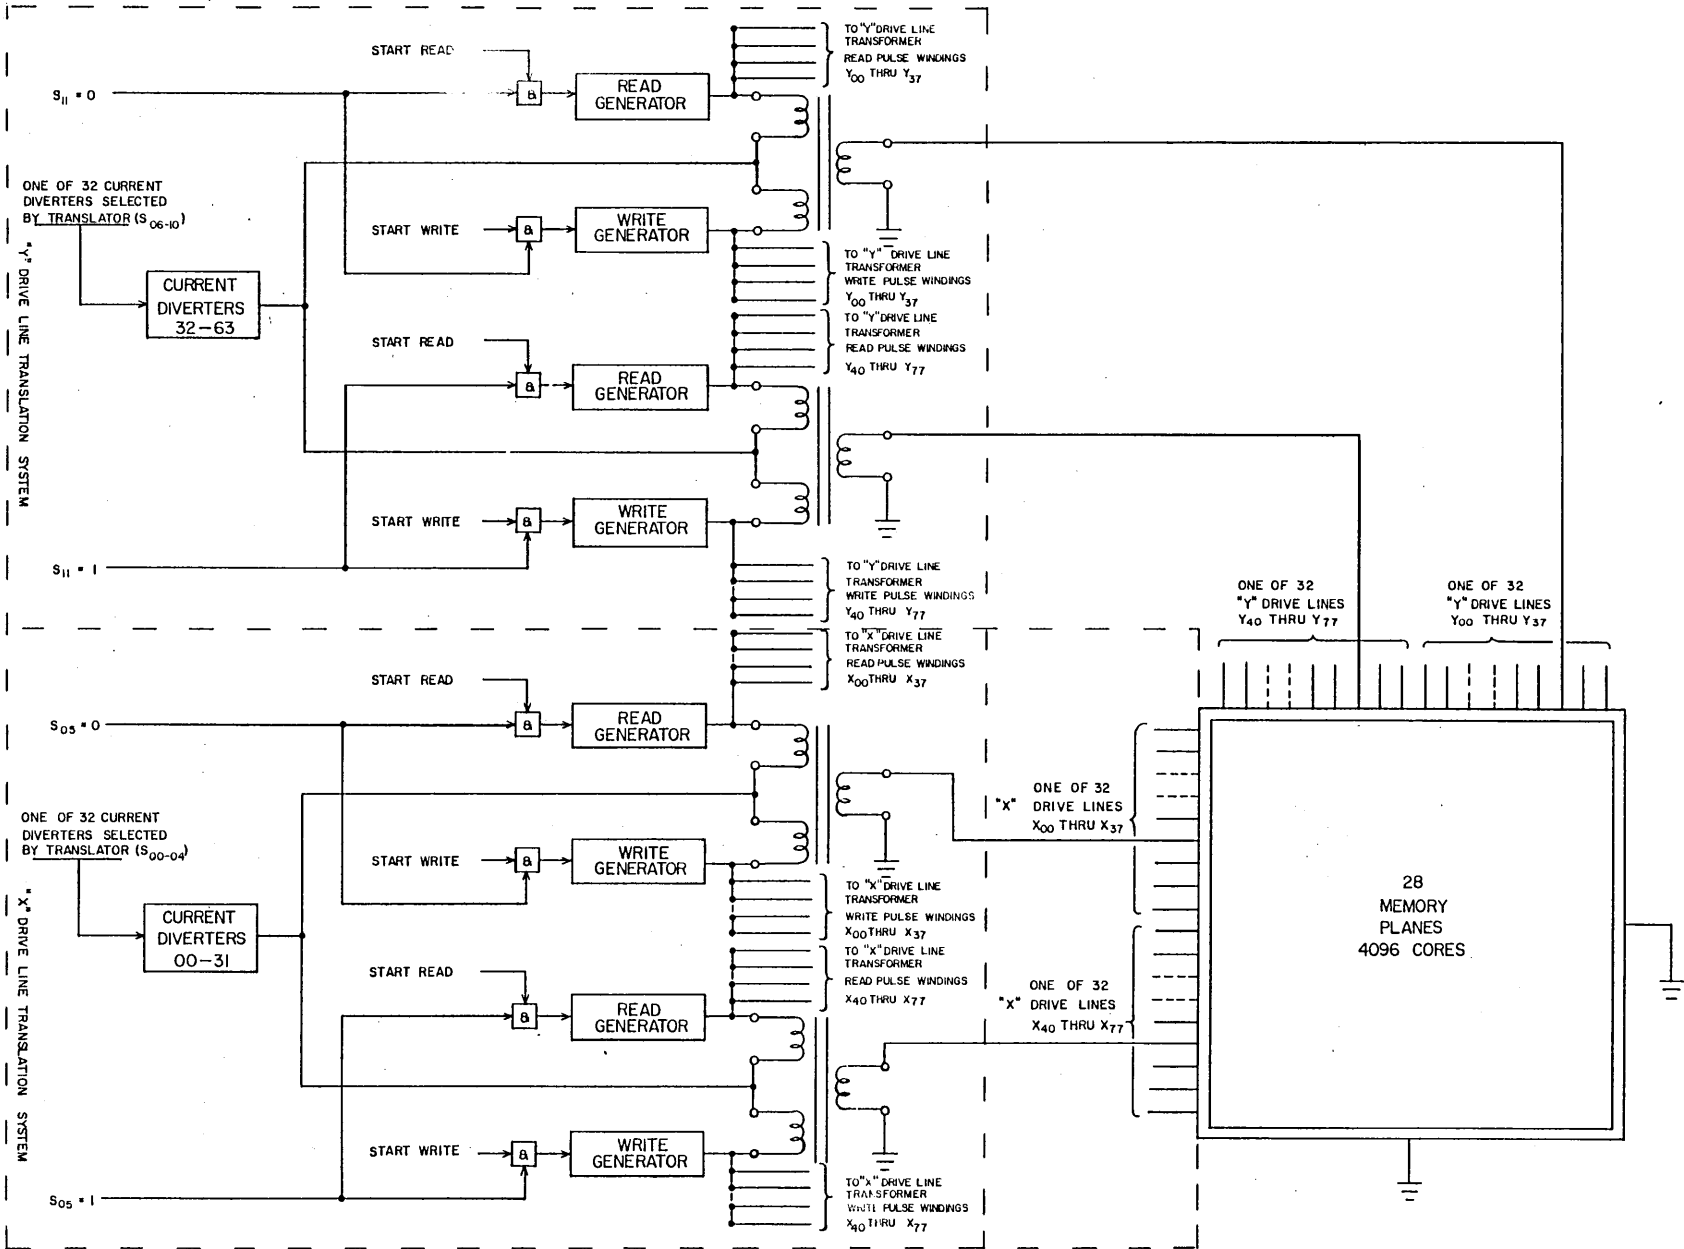 START READ
S11 = 0
&
READ
GENERATOR
TO "Y" DRIVE LINE
TRANSFORMER
READ PULSE WINDINGS
Y00 THRU Y37
ONE OF 32 CURRENT
DIVERTERS SELECTED
BY TRANSLATOR (S06-10)
START WRITE
&
WRITE
GENERATOR
TO "Y" DRIVE LINE
TRANSFORMER
WRITE PULSE WINDINGS
Y00 THRU Y37
CURRENT
DIVERTERS
32-63
"Y" DRIVE LINE TRANSLATION SYSTEM
START READ
&
READ
GENERATOR
TO "Y" DRIVE LINE
TRANSFORMER
READ PULSE WINDINGS
Y40 THRU Y77
START WRITE
&
WRITE
GENERATOR
S11 = 1
TO "Y" DRIVE LINE
TRANSFORMER
WRITE PULSE WINDINGS
Y40 THRU Y77
ONE OF 32
"Y" DRIVE LINES
Y40 THRU Y77
ONE OF 32
"Y" DRIVE LINES
Y00 THRU Y37
TO "X" DRIVE LINE
TRANSFORMER
READ PULSE WINDINGS
X00 THRU X37
START READ
S05 = 0
&
READ
GENERATOR
ONE OF 32 CURRENT
DIVERTERS SELECTED
BY TRANSLATOR (S00-04)
START WRITE
&
WRITE
GENERATOR
TO "X" DRIVE LINE
TRANSFORMER
WRITE PULSE WINDINGS
X00 THRU X37
ONE OF 32
"X" DRIVE LINES
X00 THRU X37
CURRENT
DIVERTERS
00-31
"X" DRIVE LINE TRANSLATION SYSTEM
START READ
&
READ
GENERATOR
TO "X" DRIVE LINE
TRANSFORMER
READ PULSE WINDINGS
X40 THRU X77
ONE OF 32
"X" DRIVE LINES
X40 THRU X77
28
MEMORY
PLANES
4096 CORES
START WRITE
&
WRITE
GENERATOR
S05 = 1
TO "X" DRIVE LINE
TRANSFORMER
WRITE PULSE WINDINGS
X40 THRU X77